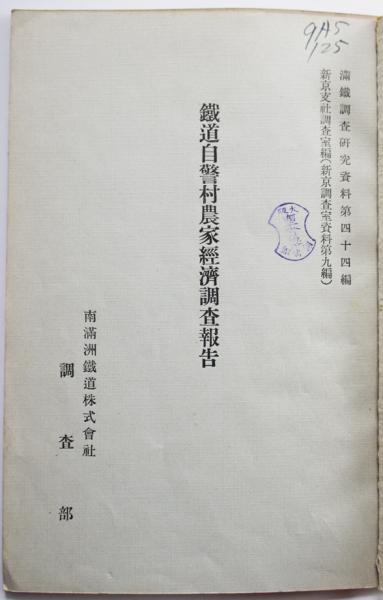 9A5
125
滿鐵調査硏究資料第四十四編
新京支社調査室編(新京調査室資料第九編)
鐵道自警村農家經濟調査報告
南滿洲鐵道株式會社
調查部